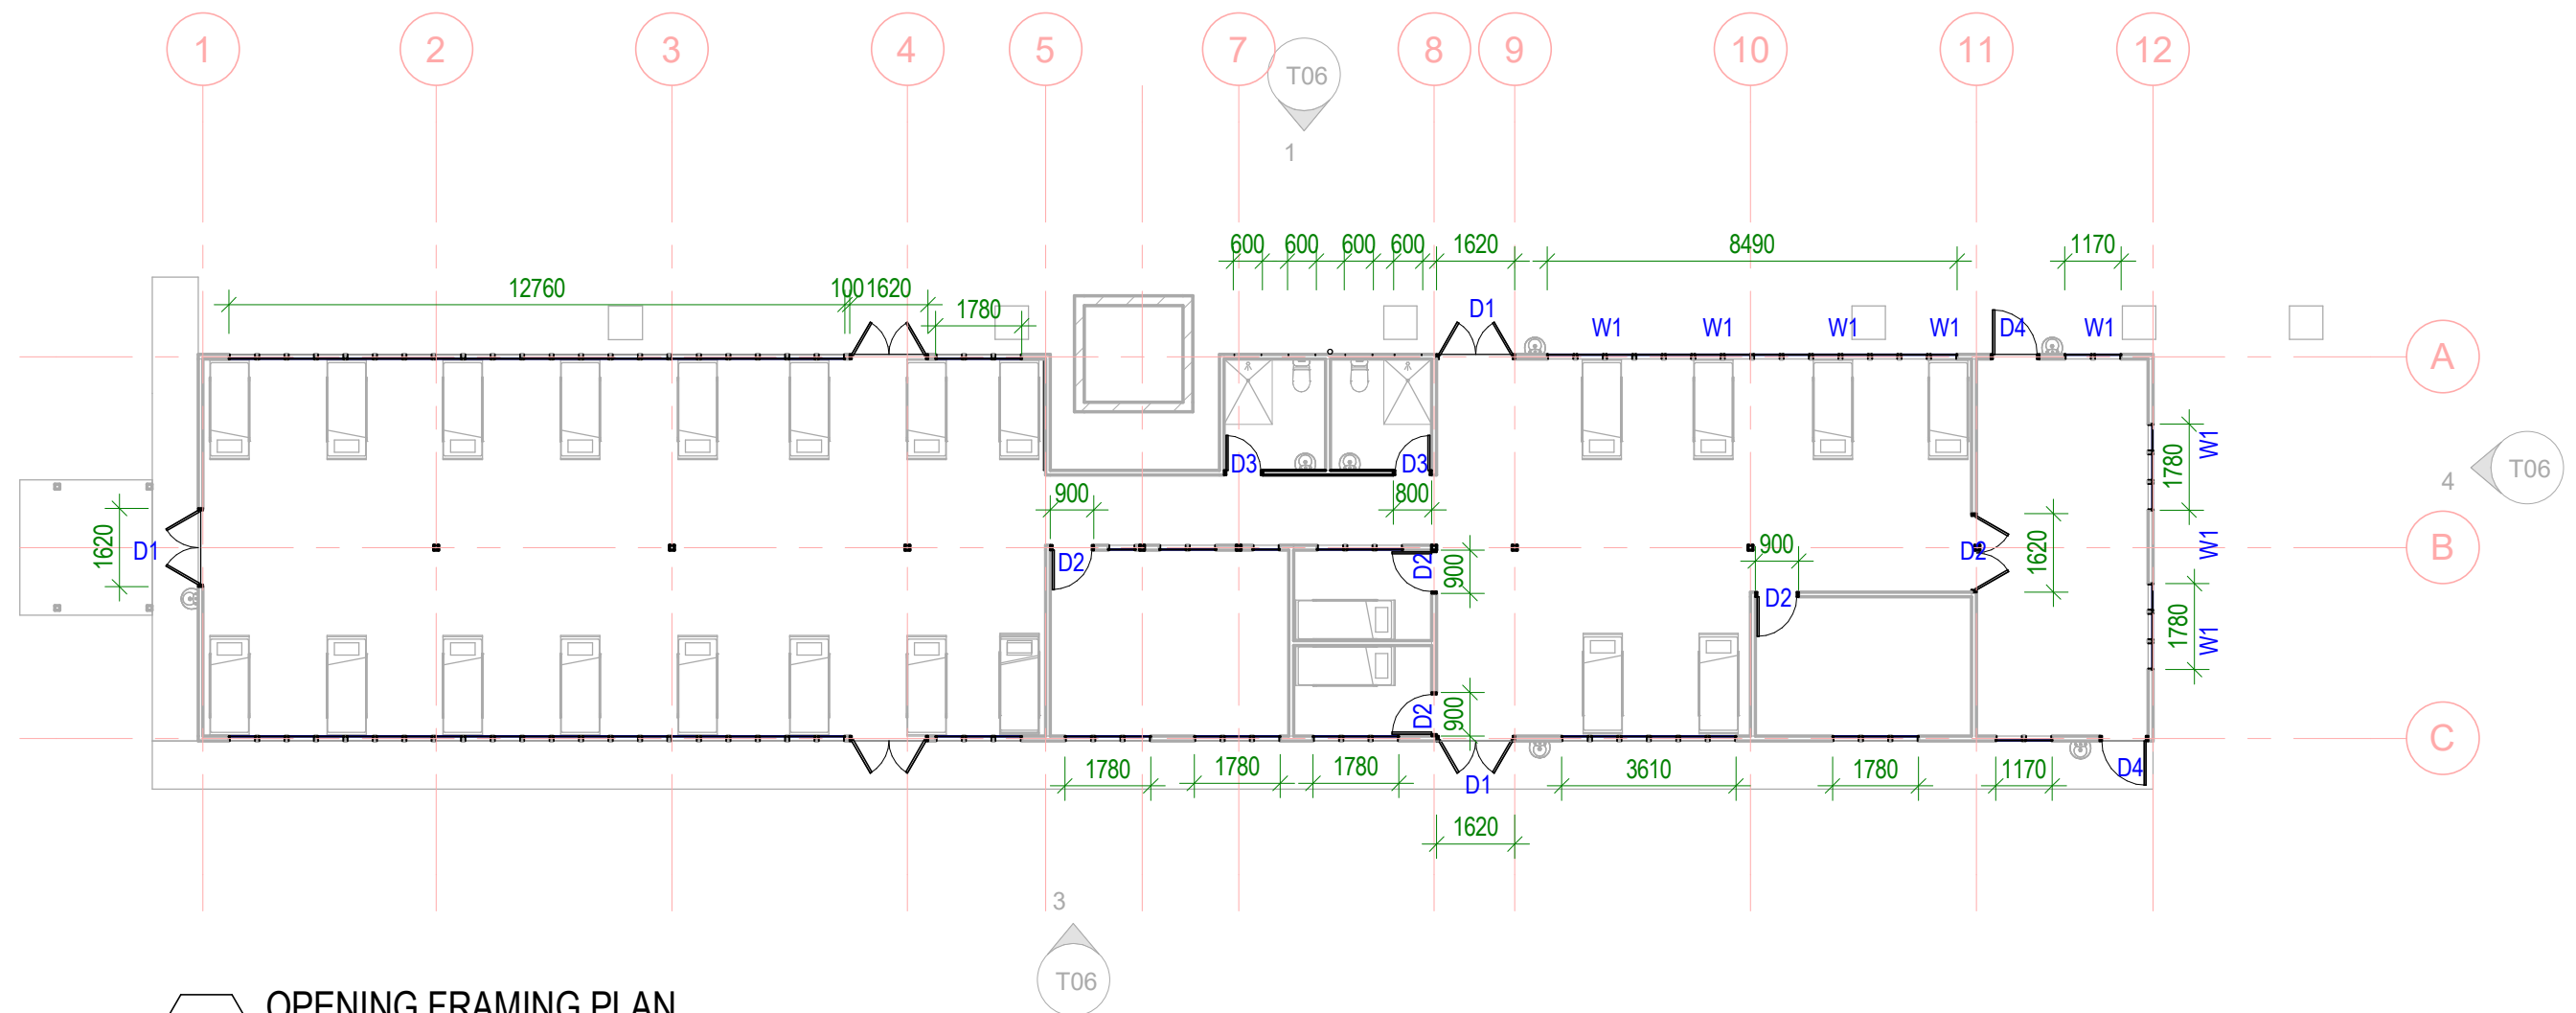 1 2 3 4 5 7 8 9 10 11 12
T06
1
600 600 600 600 1620 8490 1170
12760 100 1620
1780
D1 W1 W1 W1 W1 D4 W1
A
W1
1780
D3 D3
4 T06
900 800
1620 D1
D2 D2 900
900
D2 1620
W1
B
D2
1780
W1
900
D2
C
1780 1780 1780 D1 3610 1780 1170 D4
1620
3
T06
OPENING FRAMING PLAN